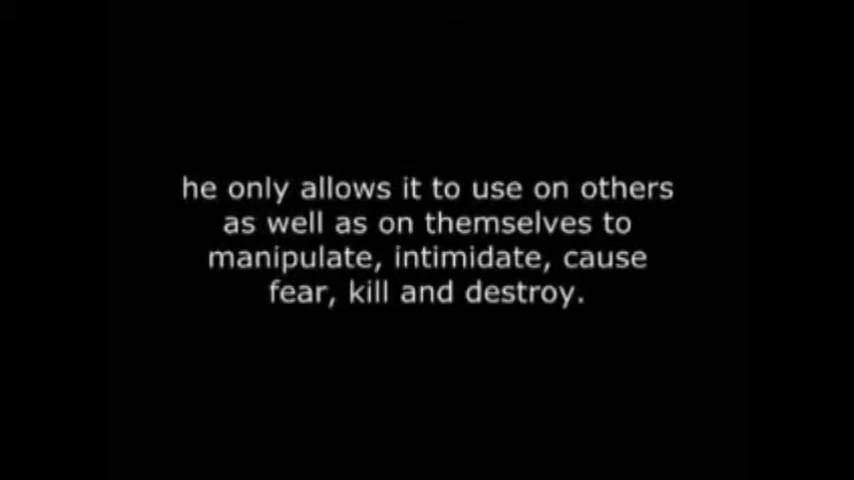 he only allows it to use on others
as well as on themselves to
manipulate, intimidate, cause
fear, kill and destroy.